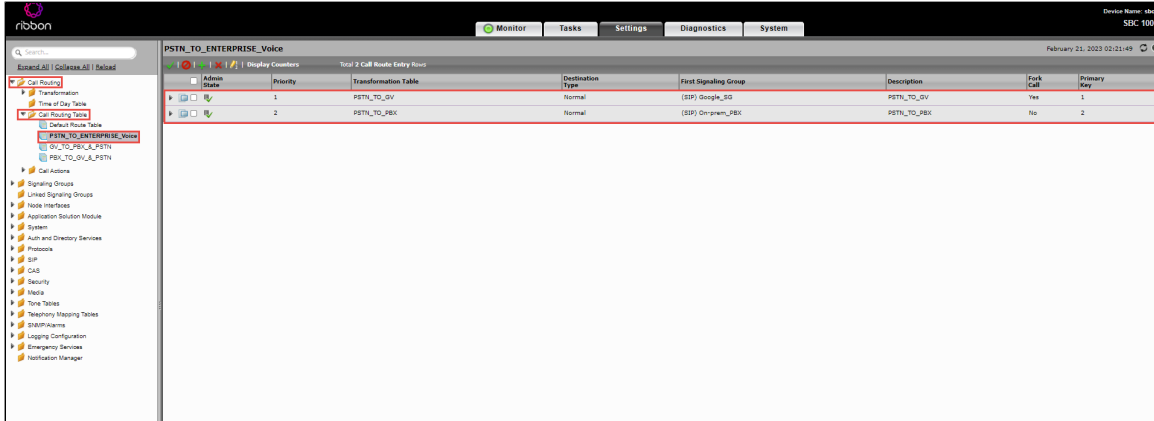 ribbon
Device Name: sbc
SBC 100
Monitor
Tasks
Settings
Diagnostics
System
Search...
Expand All | Collapse All | Reload
Call Routing
Transformation
Time of Day Table
Call Routing Table
Default Route Table
PSTN_TO_ENTERPRISE_Voice
GV_TO_PBX_&_PSTN
PBX_TO_GV_&_PSTN
Call Actions
Signaling Groups
Linked Signaling Groups
Node Interfaces
Application Solution Module
System
Auth and Directory Services
Protocols
SIP
CAS
Security
Media
Tone Tables
Telephony Mapping Tables
SNMP/Alarms
Logging Configuration
Emergency Services
Notification Manager
PSTN_TO_ENTERPRISE_Voice
February 21, 2023 02:21:49
Display Counters Total 2 Call Route Entry Rows
Admin State Priority Transformation Table Destination Type First Signaling Group Description Fork Call Primary Key
1 PSTN_TO_GV Normal (SIP) Google_SG PSTN_TO_GV Yes 1
2 PSTN_TO_PBX Normal (SIP) On-prem_PBX PSTN_TO_PBX No 2